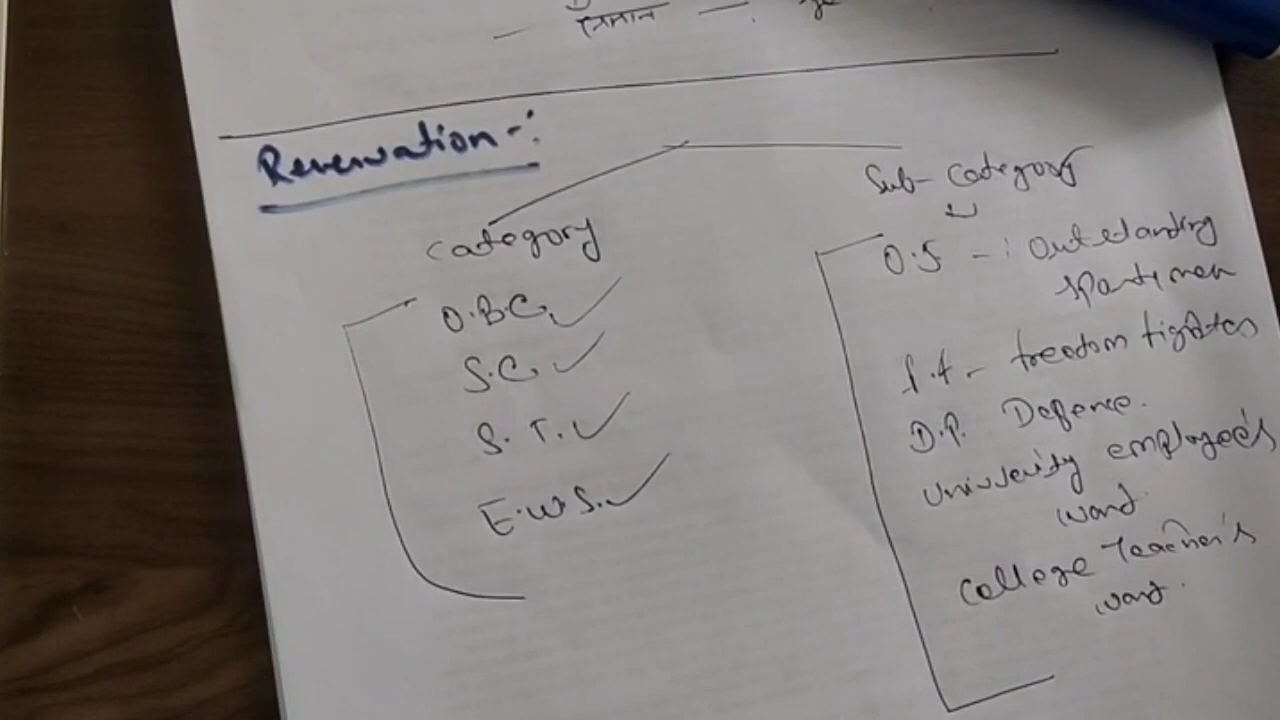 Reservation -:
Category
O.B.C. ✓
S.C. ✓
S.T. ✓
E.W.S. ✓
Sub-Category
O.S -: Outstanding
Sportsmen
f.f - freedom fighters
D.P. Defence.
University employee's
ward.
College Teacher's
ward.